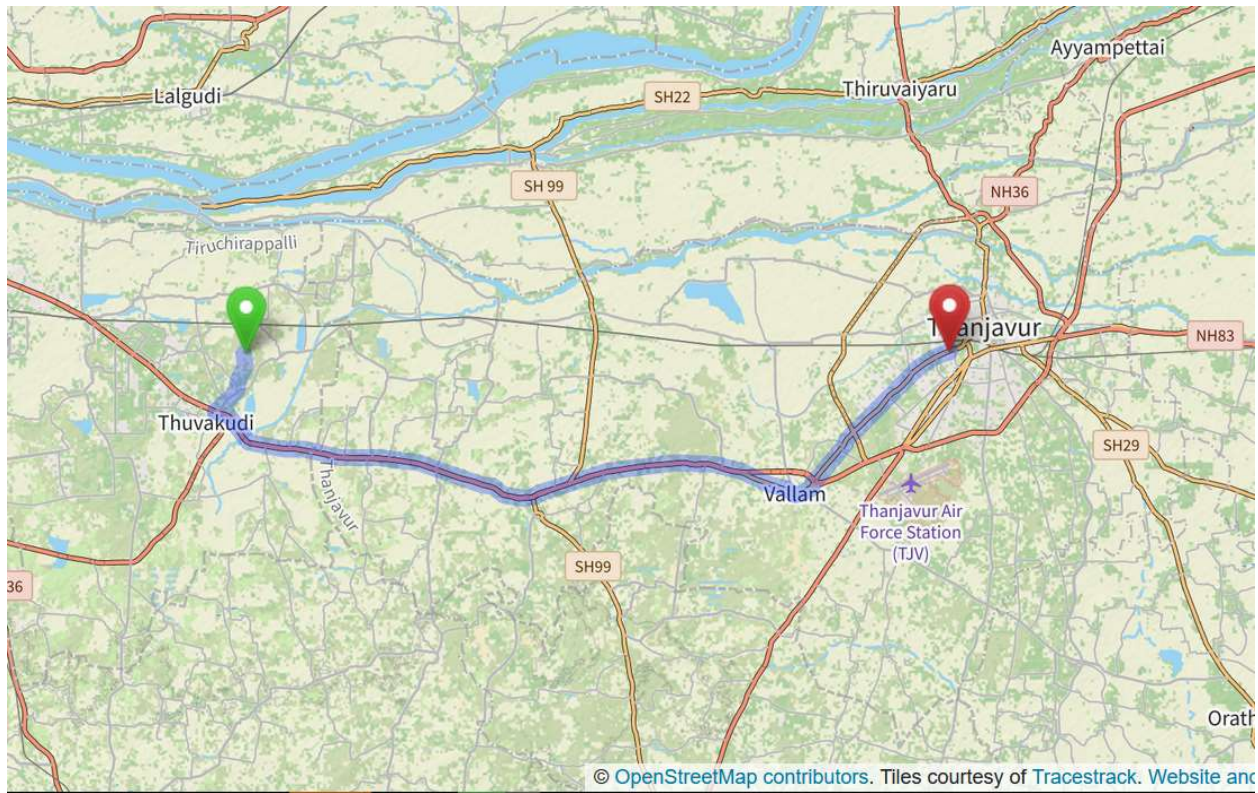 Ayyampettai
Lalgudi
SH22
Thiruvaiyaru
SH 99
NH36
Tiruchirappalli
Thanjavur
NH83
Thuvakudi
SH29
Thanjavur
Vallam
Thanjavur Air
Force Station
(TJV)
SH99
36
Orath
© OpenStreetMap contributors. Tiles courtesy of Tracestrack. Website and